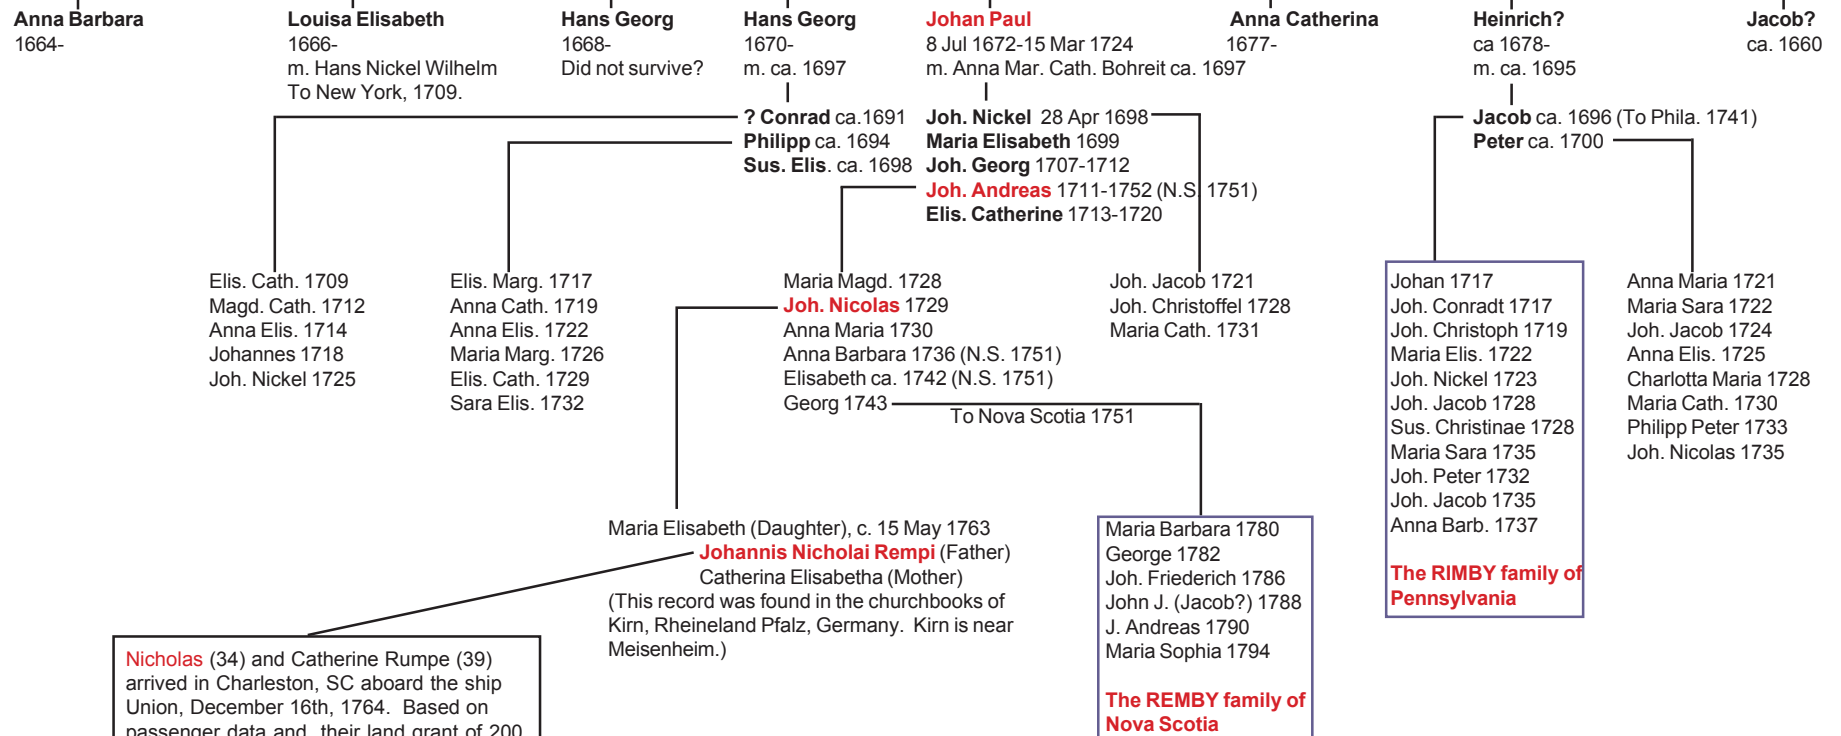 Anna Barbara
1664-
Louisa Elisabeth
1666-
m. Hans Nickel Wilhelm
To New York, 1709.
Hans Georg
1668-
Did not survive?
Hans Georg
1670-
m. ca. 1697
Johan Paul
8 Jul 1672-15 Mar 1724
m. Anna Mar. Cath. Bohreit ca. 1697
Anna Catherina
1677-
Heinrich?
ca 1678-
m. ca. 1695
Jacob?
ca. 1660
? Conrad ca.1691
Philipp ca. 1694
Sus. Elis. ca. 1698
Joh. Nickel 28 Apr 1698
Maria Elisabeth 1699
Joh. Georg 1707-1712
Joh. Andreas 1711-1752 (N.S. 1751)
Elis. Catherine 1713-1720
Jacob ca. 1696 (To Phila. 1741)
Peter ca. 1700
Elis. Cath. 1709
Magd. Cath. 1712
Anna Elis. 1714
Johannes 1718
Joh. Nickel 1725
Elis. Marg. 1717
Anna Cath. 1719
Anna Elis. 1722
Maria Marg. 1726
Elis. Cath. 1729
Sara Elis. 1732
Maria Magd. 1728
Joh. Nicolas 1729
Anna Maria 1730
Anna Barbara 1736 (N.S. 1751)
Elisabeth ca. 1742 (N.S. 1751)
Georg 1743
To Nova Scotia 1751
Joh. Jacob 1721
Joh. Christoffel 1728
Maria Cath. 1731
Johan 1717
Joh. Conradt 1717
Joh. Christoph 1719
Maria Elis. 1722
Joh. Nickel 1723
Joh. Jacob 1728
Sus. Christinae 1728
Maria Sara 1735
Joh. Peter 1732
Joh. Jacob 1735
Anna Barb. 1737
The RIMBY family of
Pennsylvania
Anna Maria 1721
Maria Sara 1722
Joh. Jacob 1724
Anna Elis. 1725
Charlotta Maria 1728
Maria Cath. 1730
Philipp Peter 1733
Joh. Nicolas 1735
Maria Elisabeth (Daughter), c. 15 May 1763
Johannis Nicholai Rempi (Father)
Catherina Elisabetha (Mother)
(This record was found in the churchbooks of
Kirn, Rheineland Pfalz, Germany. Kirn is near
Meisenheim.)
Maria Barbara 1780
George 1782
Joh. Friederich 1786
John J. (Jacob?) 1788
J. Andreas 1790
Maria Sophia 1794
The REMBY family of
Nova Scotia
Nicholas (34) and Catherine Rumpe (39)
arrived in Charleston, SC aboard the ship
Union, December 16th, 1764. Based on
passenger data and their land grant of 200